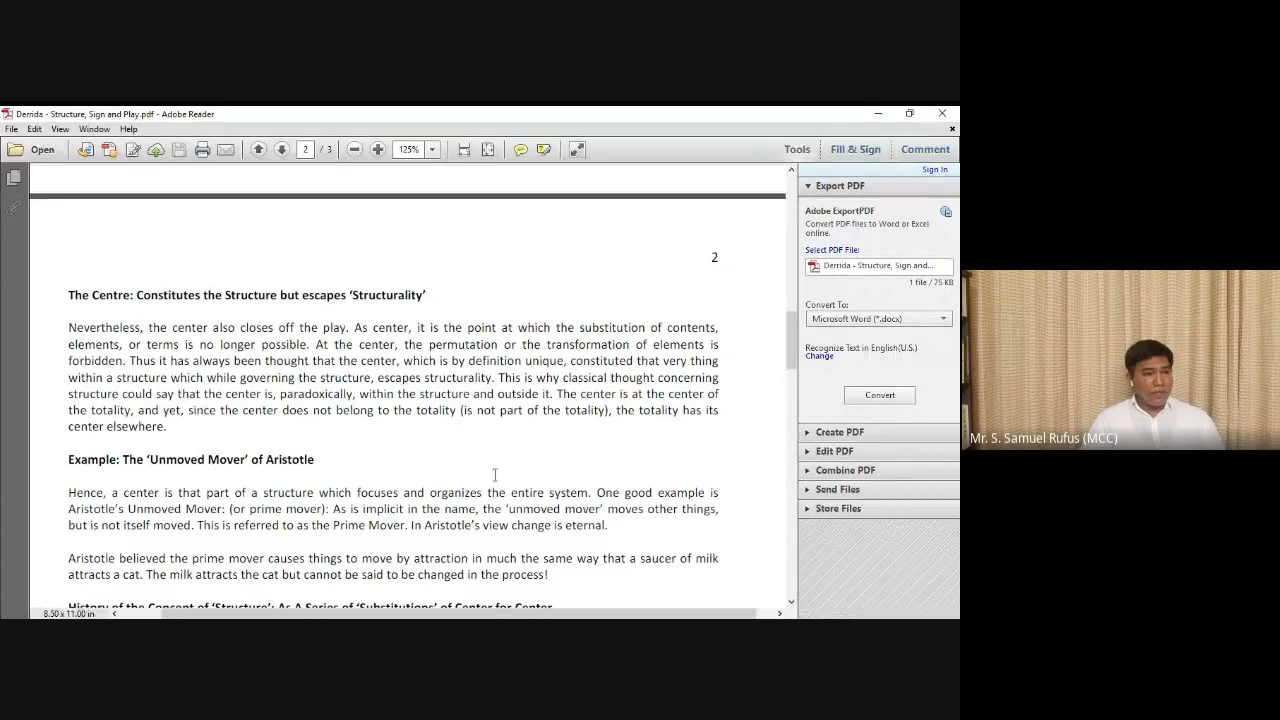 Derrida - Structure, Sign and Play.pdf - Adobe Reader
File Edit View Window Help
Open 2 / 3 125% Tools Fill & Sign Comment
Sign In
Export PDF
Adobe ExportPDF
Convert PDF files to Word or Excel
online.
Select PDF File:
Derrida - Structure, Sign and...
1 file / 75 KB
Convert To:
Microsoft Word (*.docx)
Recognize Text in English(U.S.)
Change
Convert
Create PDF
Edit PDF
Combine PDF
Send Files
Store Files
2
The Centre: Constitutes the Structure but escapes ‘Structurality’
Nevertheless, the center also closes off the play. As center, it is the point at which the substitution of contents,
elements, or terms is no longer possible. At the center, the permutation or the transformation of elements is
forbidden. Thus it has always been thought that the center, which is by definition unique, constituted that very thing
within a structure which while governing the structure, escapes structurality. This is why classical thought concerning
structure could say that the center is, paradoxically, within the structure and outside it. The center is at the center of
the totality, and yet, since the center does not belong to the totality (is not part of the totality), the totality has its
center elsewhere.
Example: The ‘Unmoved Mover’ of Aristotle
Hence, a center is that part of a structure which focuses and organizes the entire system. One good example is
Aristotle’s Unmoved Mover: (or prime mover): As is implicit in the name, the ‘unmoved mover’ moves other things,
but is not itself moved. This is referred to as the Prime Mover. In Aristotle’s view change is eternal.
Aristotle believed the prime mover causes things to move by attraction in much the same way that a saucer of milk
attracts a cat. The milk attracts the cat but cannot be said to be changed in the process!
History of the Concept of ‘Structure’: As A Series of ‘Substitutions’ of Center for Center
8.50 x 11.00 in
Mr. S. Samuel Rufus (MCC)